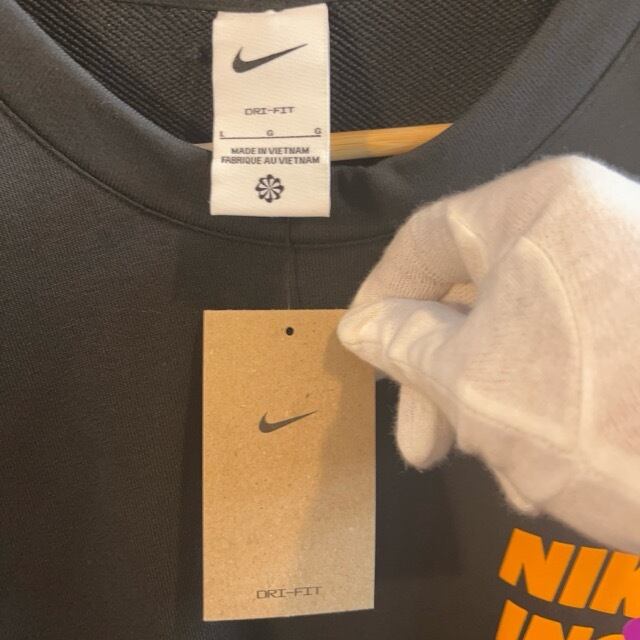 DRI-FIT
L G G
MADE IN VIETNAM
FABRIQUE AU VIETNAM
DRI-FIT